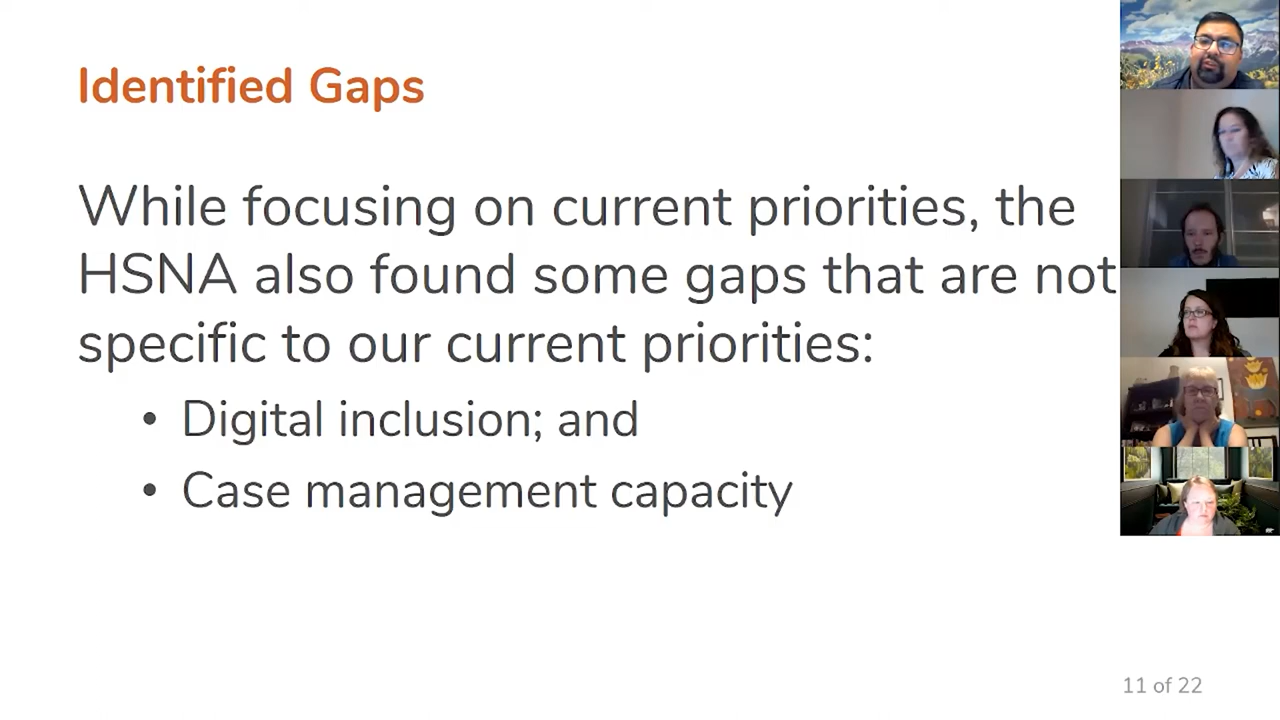 Identified Gaps
While focusing on current priorities, the
HSNA also found some gaps that are not
specific to our current priorities:
• Digital inclusion; and
• Case management capacity
11 of 22